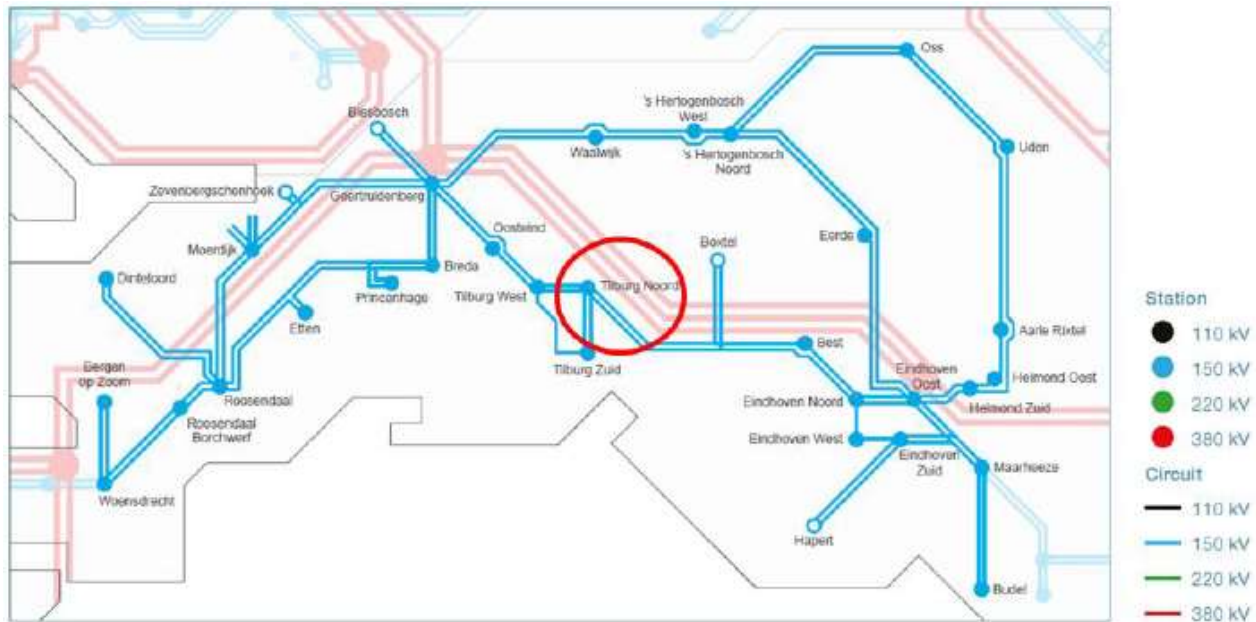 Oss
Biesbosch
's Hertogenbosch
West
Waalwijk
's Hertogenbosch
Noord
Uden
Zevenbergschenhoek
Geertruidenberg
Oosteind
Eerde
Boxtel
Moerdijk
Breda
Dinteloord
Princenhage
Tilburg West
Tilburg Noord
Etten
Best
Aarle Rixtel
Tilburg Zuid
Bergen
op Zoom
Eindhoven
Oost
Helmond Oost
Roosendaal
Eindhoven Noord
Helmond Zuid
Roosendaal
Borchwerf
Eindhoven West
Eindhoven
Zuid
Maarheeze
Woensdrecht
Hapert
Budel
Station
110 kV
150 kV
220 kV
380 kV
Circuit
110 kV
150 kV
220 kV
380 kV